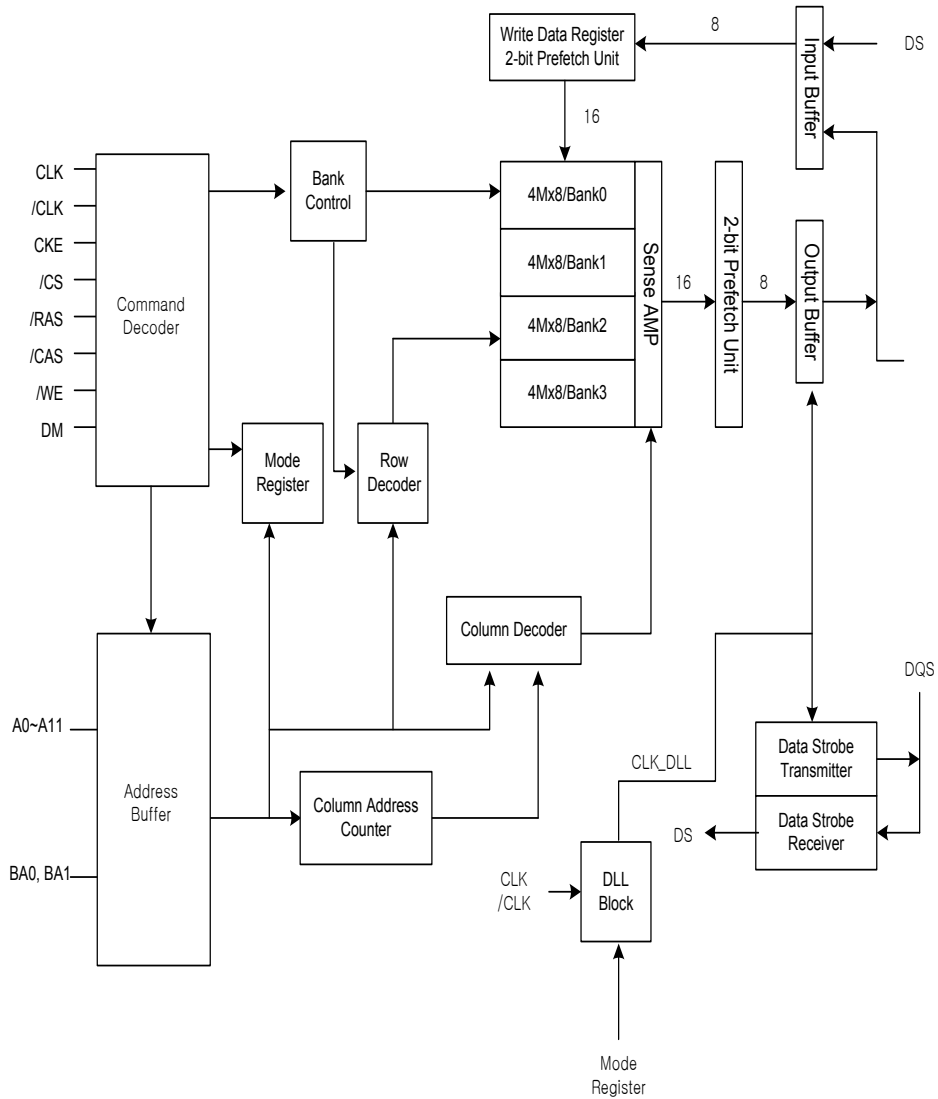 Write Data Register
2-bit Prefetch Unit
8
Input Buffer
DS
16
CLK
/CLK
CKE
/CS
/RAS
/CAS
/WE
DM
Command
Decoder
Bank
Control
4Mx8/Bank0
4Mx8/Bank1
4Mx8/Bank2
4Mx8/Bank3
Sense AMP
16
2-bit Prefetch Unit
8
Output Buffer
Mode
Register
Row
Decoder
Column Decoder
A0~A11
Address
Buffer
BA0, BA1
Column Address
Counter
CLK_DLL
DQS
Data Strobe
Transmitter
Data Strobe
Receiver
DS
CLK
/CLK
DLL
Block
Mode
Register